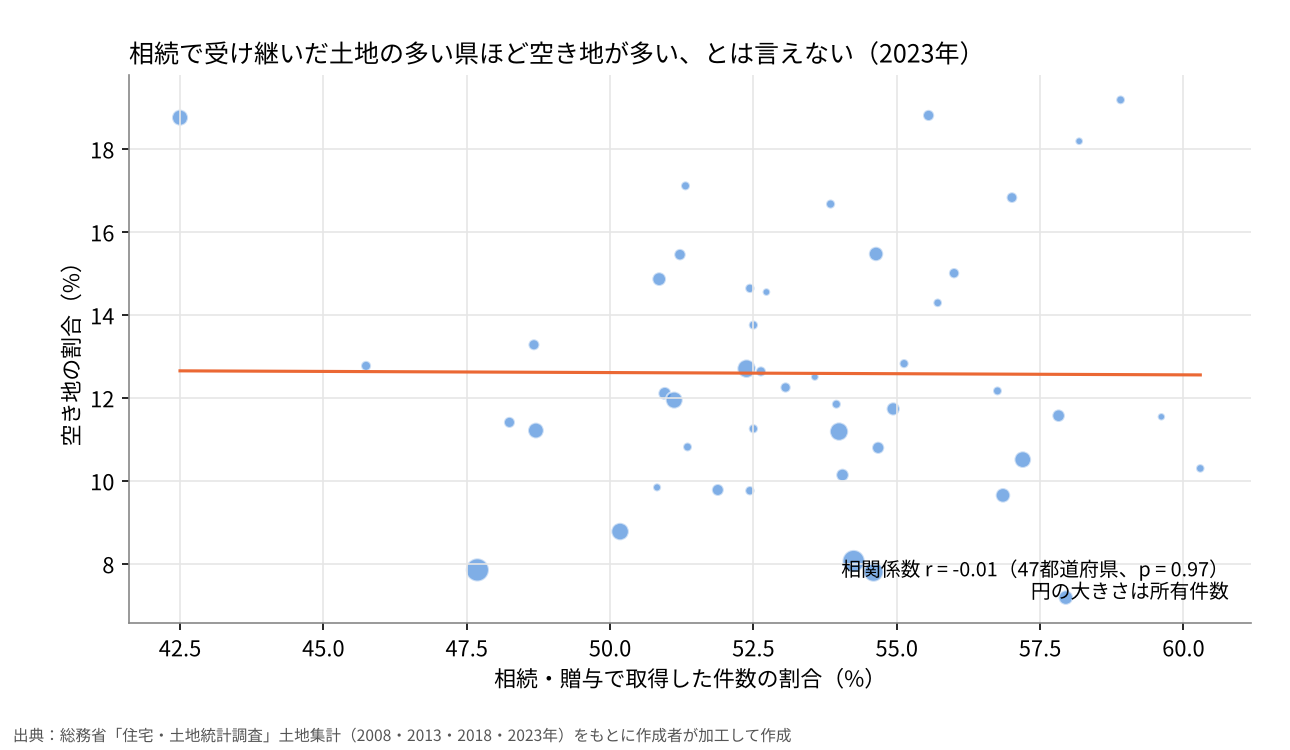 相続で受け継いだ土地の多い県ほど空き地が多い、とは言えない（2023年）
空き地の割合（%）
18
16
14
12
10
8
相関係数 r = -0.01（47都道府県、p = 0.97）
円の大きさは所有件数
42.5
45.0
47.5
50.0
52.5
55.0
57.5
60.0
相続・贈与で取得した件数の割合（%）
出典：総務省「住宅・土地統計調査」土地集計（2008・2013・2018・2023年）をもとに作成者が加工して作成